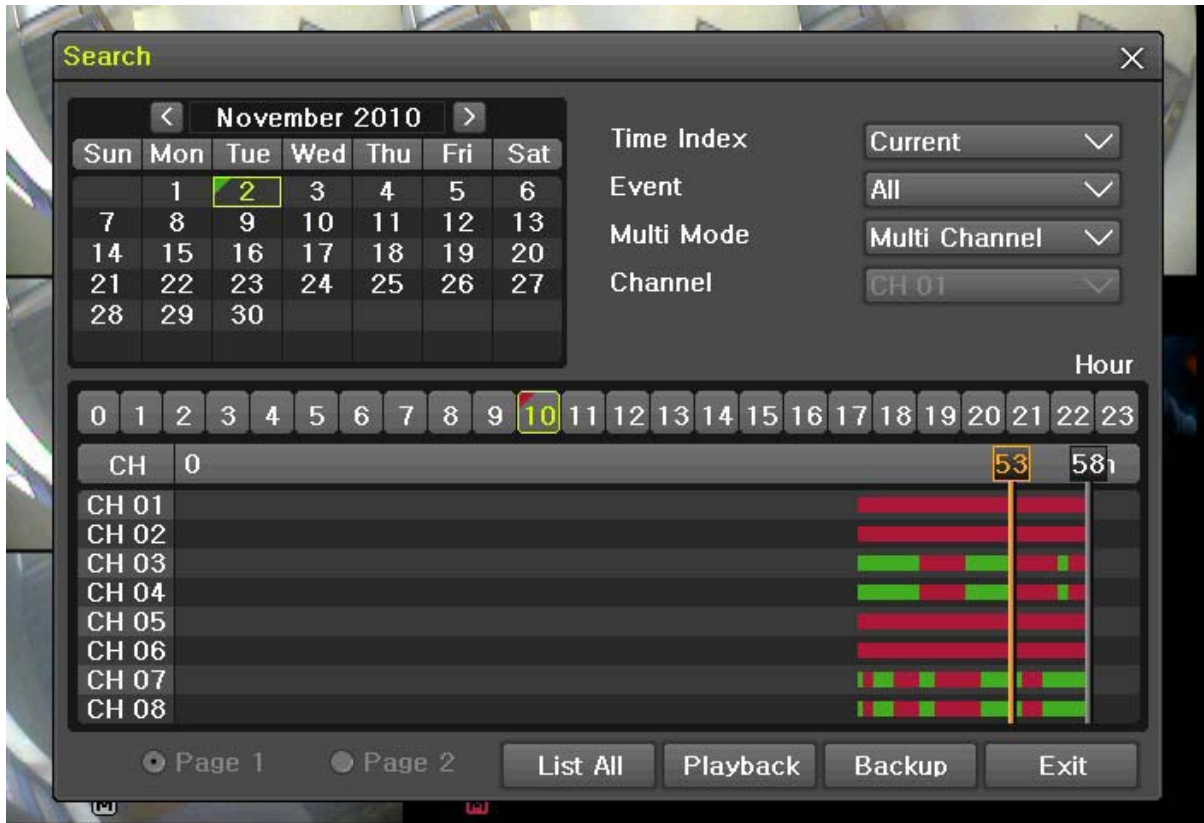 Search
November 2010
Sun Mon Tue Wed Thu Fri Sat
1 2 3 4 5 6
7 8 9 10 11 12 13
14 15 16 17 18 19 20
21 22 23 24 25 26 27
28 29 30
Time Index Current
Event All
Multi Mode Multi Channel
Channel CH 01
Hour
0 1 2 3 4 5 6 7 8 9 10 11 12 13 14 15 16 17 18 19 20 21 22 23
CH 0 53 58
CH 01
CH 02
CH 03
CH 04
CH 05
CH 06
CH 07
CH 08
Page 1 Page 2 List All Playback Backup Exit
M M